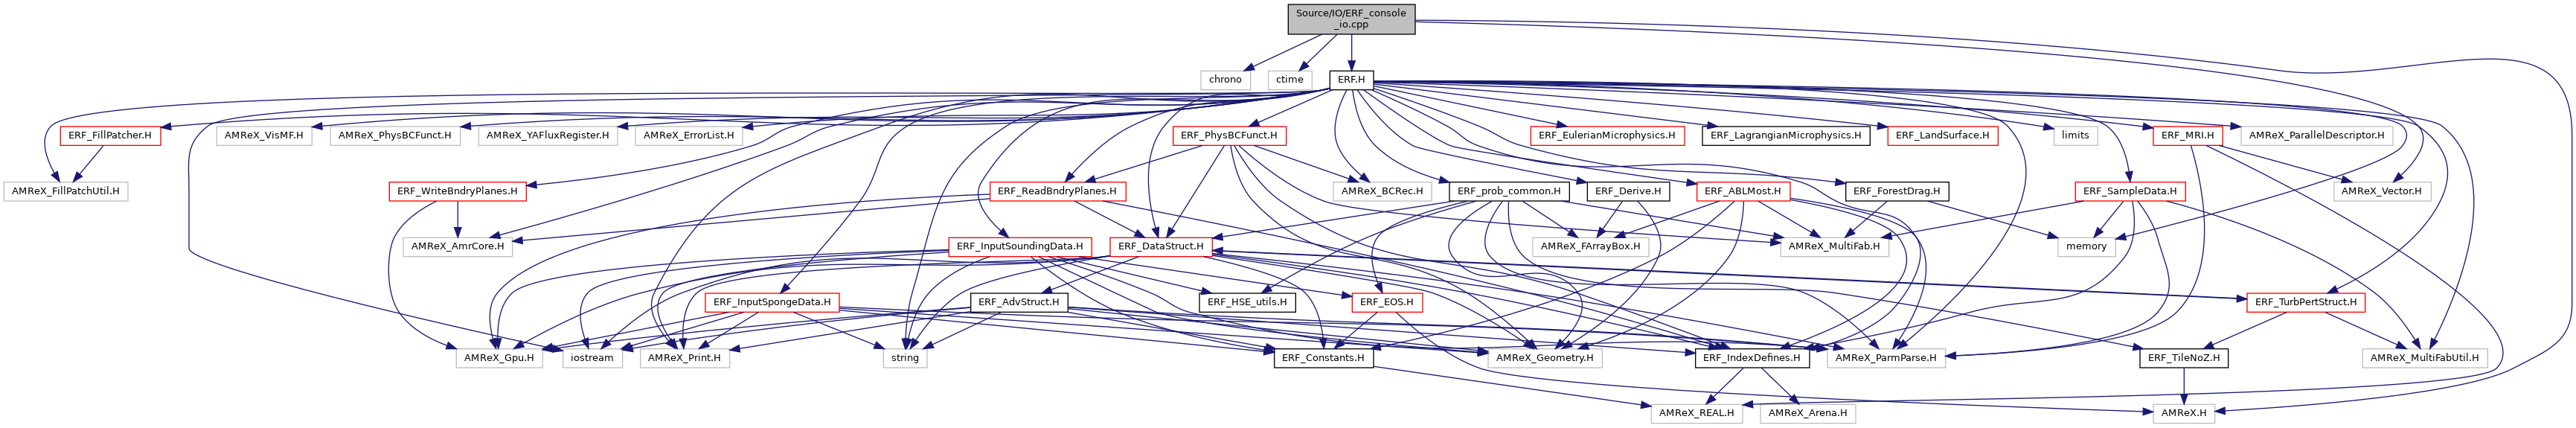 Source/IO/ERF_console
_io.cpp
chrono
ctime
ERF.H
ERF_FillPatcher.H
AMReX_VisMF.H
AMReX_PhysBCFunct.H
AMReX_YAFluxRegister.H
AMReX_ErrorList.H
ERF_PhysBCFunct.H
ERF_EulerianMicrophysics.H
ERF_LagrangianMicrophysics.H
ERF_LandSurface.H
limits
ERF_MRI.H
AMReX_ParallelDescriptor.H
AMReX_FillPatchUtil.H
ERF_WriteBndryPlanes.H
ERF_ReadBndryPlanes.H
AMReX_BCRec.H
ERF_prob_common.H
ERF_Derive.H
ERF_ABLMost.H
ERF_ForestDrag.H
ERF_SampleData.H
AMReX_Vector.H
AMReX_AmrCore.H
ERF_InputSoundingData.H
ERF_DataStruct.H
AMReX_FArrayBox.H
AMReX_MultiFab.H
memory
ERF_InputSpongeData.H
ERF_AdvStruct.H
ERF_HSE_utils.H
ERF_EOS.H
ERF_TurbPertStruct.H
AMReX_Gpu.H
iostream
AMReX_Print.H
string
ERF_Constants.H
AMReX_Geometry.H
ERF_IndexDefines.H
AMReX_ParmParse.H
ERF_TileNoZ.H
AMReX_MultiFabUtil.H
AMReX_REAL.H
AMReX_Arena.H
AMReX.H